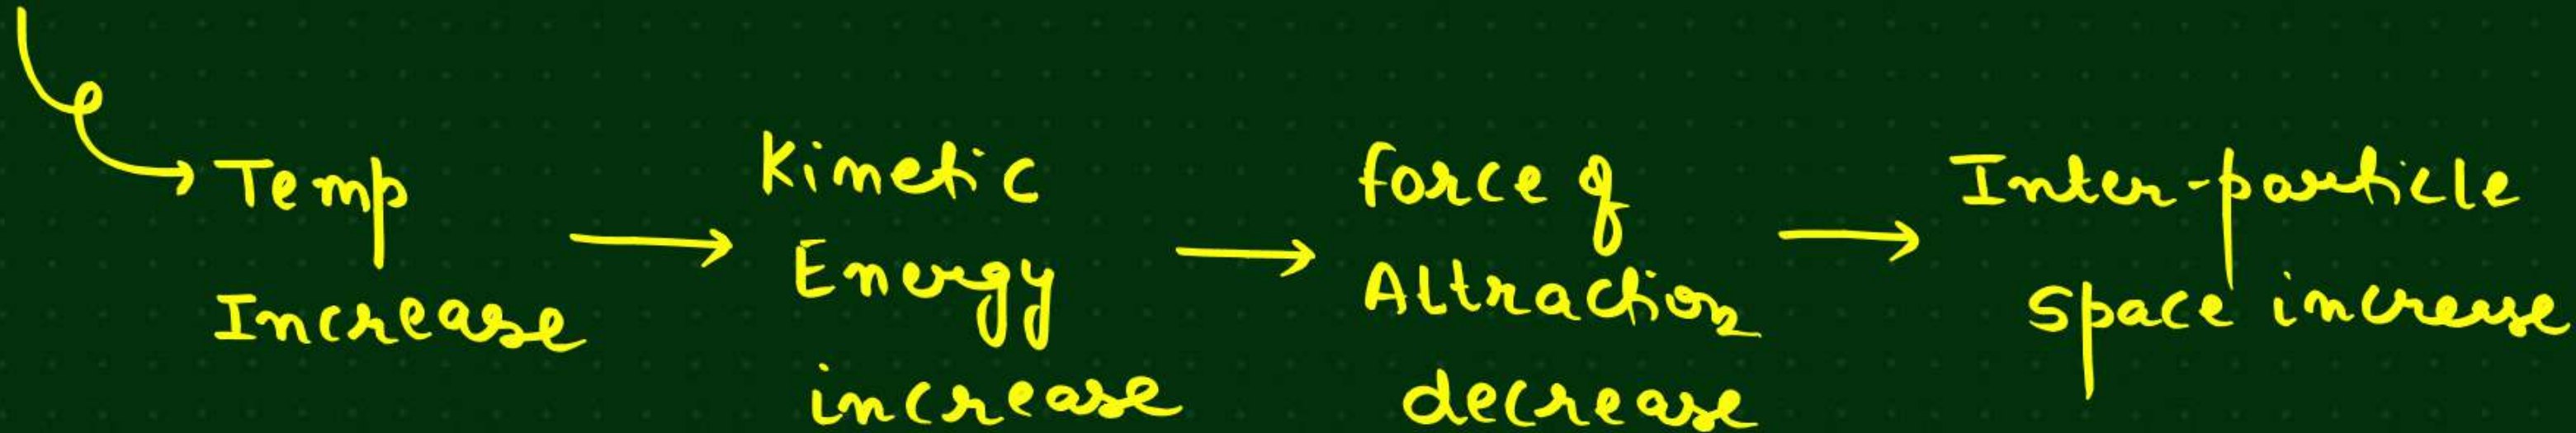 Temp
Increase
Kinetic
Energy
increase
force of
Attraction
decrease
Inter-particle
space increase